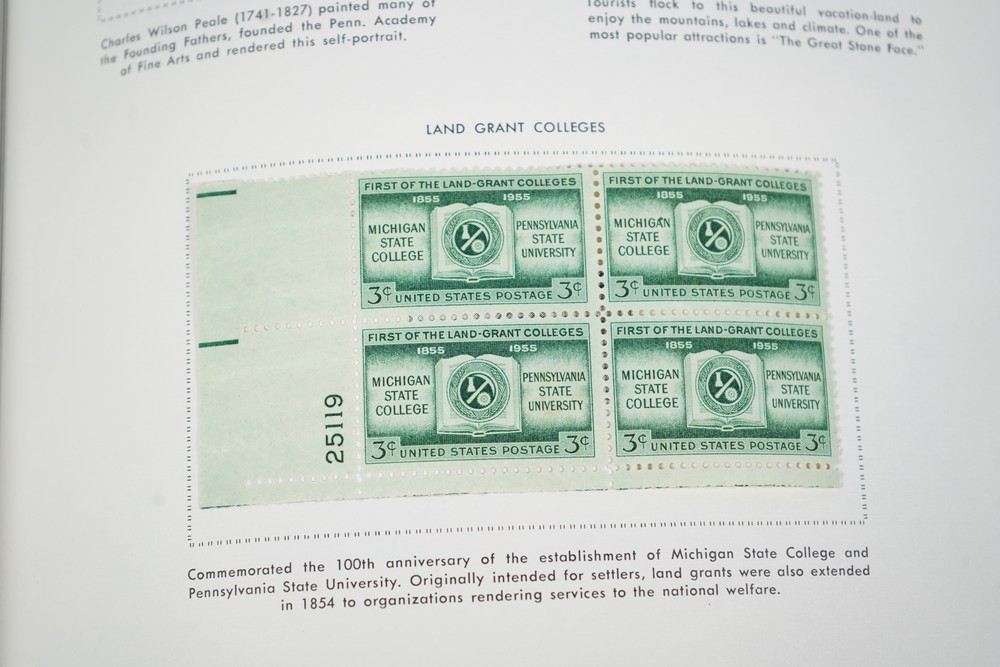 Charles Wilson Peale (1741-1827) painted many of
the Founding Fathers, founded the Penn. Academy
of Fine Arts and rendered this self-portrait.
Tourists flock to this beautiful vacation-land to
enjoy the mountains, lakes and climate. One of the
most popular attractions is "The Great Stone Face."
LAND GRANT COLLEGES
FIRST OF THE LAND-GRANT COLLEGES
1855 1955
MICHIGAN
STATE
COLLEGE
PENNSYLVANIA
STATE
UNIVERSITY
3¢ UNITED STATES POSTAGE 3¢
FIRST OF THE LAND-GRANT COLLEGES
1855 1955
MICHIGAN
STATE
COLLEGE
PENNSYLVANIA
STATE
UNIVERSITY
3¢ UNITED STATES POSTAGE 3¢
25119
FIRST OF THE LAND-GRANT COLLEGES
1855 1955
MICHIGAN
STATE
COLLEGE
PENNSYLVANIA
STATE
UNIVERSITY
3¢ UNITED STATES POSTAGE 3¢
FIRST OF THE LAND-GRANT COLLEGES
1855 1955
MICHIGAN
STATE
COLLEGE
PENNSYLVANIA
STATE
UNIVERSITY
3¢ UNITED STATES POSTAGE 3¢
Commemorated the 100th anniversary of the establishment of Michigan State College and
Pennsylvania State University. Originally intended for settlers, land grants were also extended
in 1854 to organizations rendering services to the national welfare.